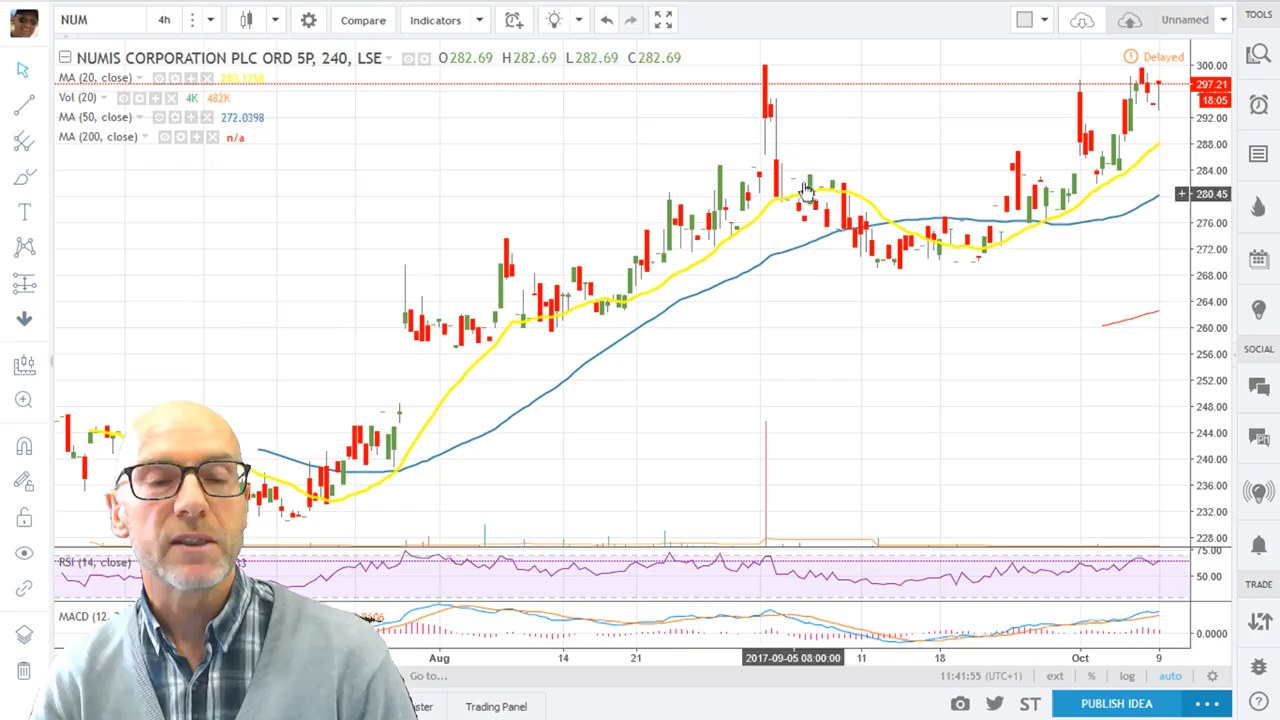 NUM 4h Compare Indicators Unnamed TOOLS
NUMIS CORPORATION PLC ORD 5P, 240, LSE O282.69 H282.69 L282.69 C282.69 Delayed
MA (20, close) 280.1258
Vol (20) 4K 482K
MA (50, close) 272.0398
MA (200, close) n/a
300.00
297.21
18:05
292.00
288.00
284.00
280.45
276.00
272.00
268.00
264.00
260.00
256.00
252.00
248.00
244.00
240.00
236.00
232.00
228.00
SOCIAL
TRADE
75.00
RSI (14, close)
50.00
MACD (12, 2
0.0000
Aug 14 21 2017-09-05 08:00:00 11 18 Oct 9
Go to... 11:41:55 (UTC+1) ext % log auto
Trading Panel ST PUBLISH IDEA